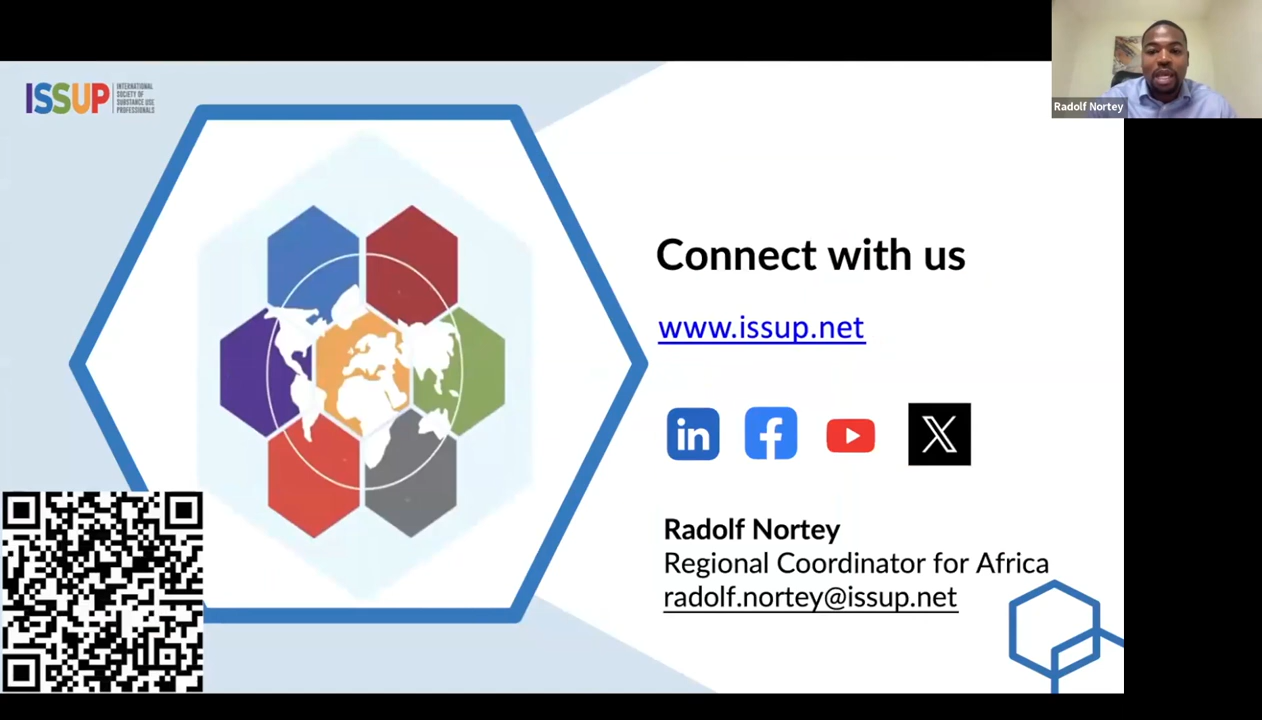 ISSUP
INTERNATIONAL
SOCIETY OF
SUBSTANCE USE
PROFESSIONALS
Radolf Nortey
Connect with us
www.issup.net
in
f
X
Radolf Nortey
Regional Coordinator for Africa
radolf.nortey@issup.net